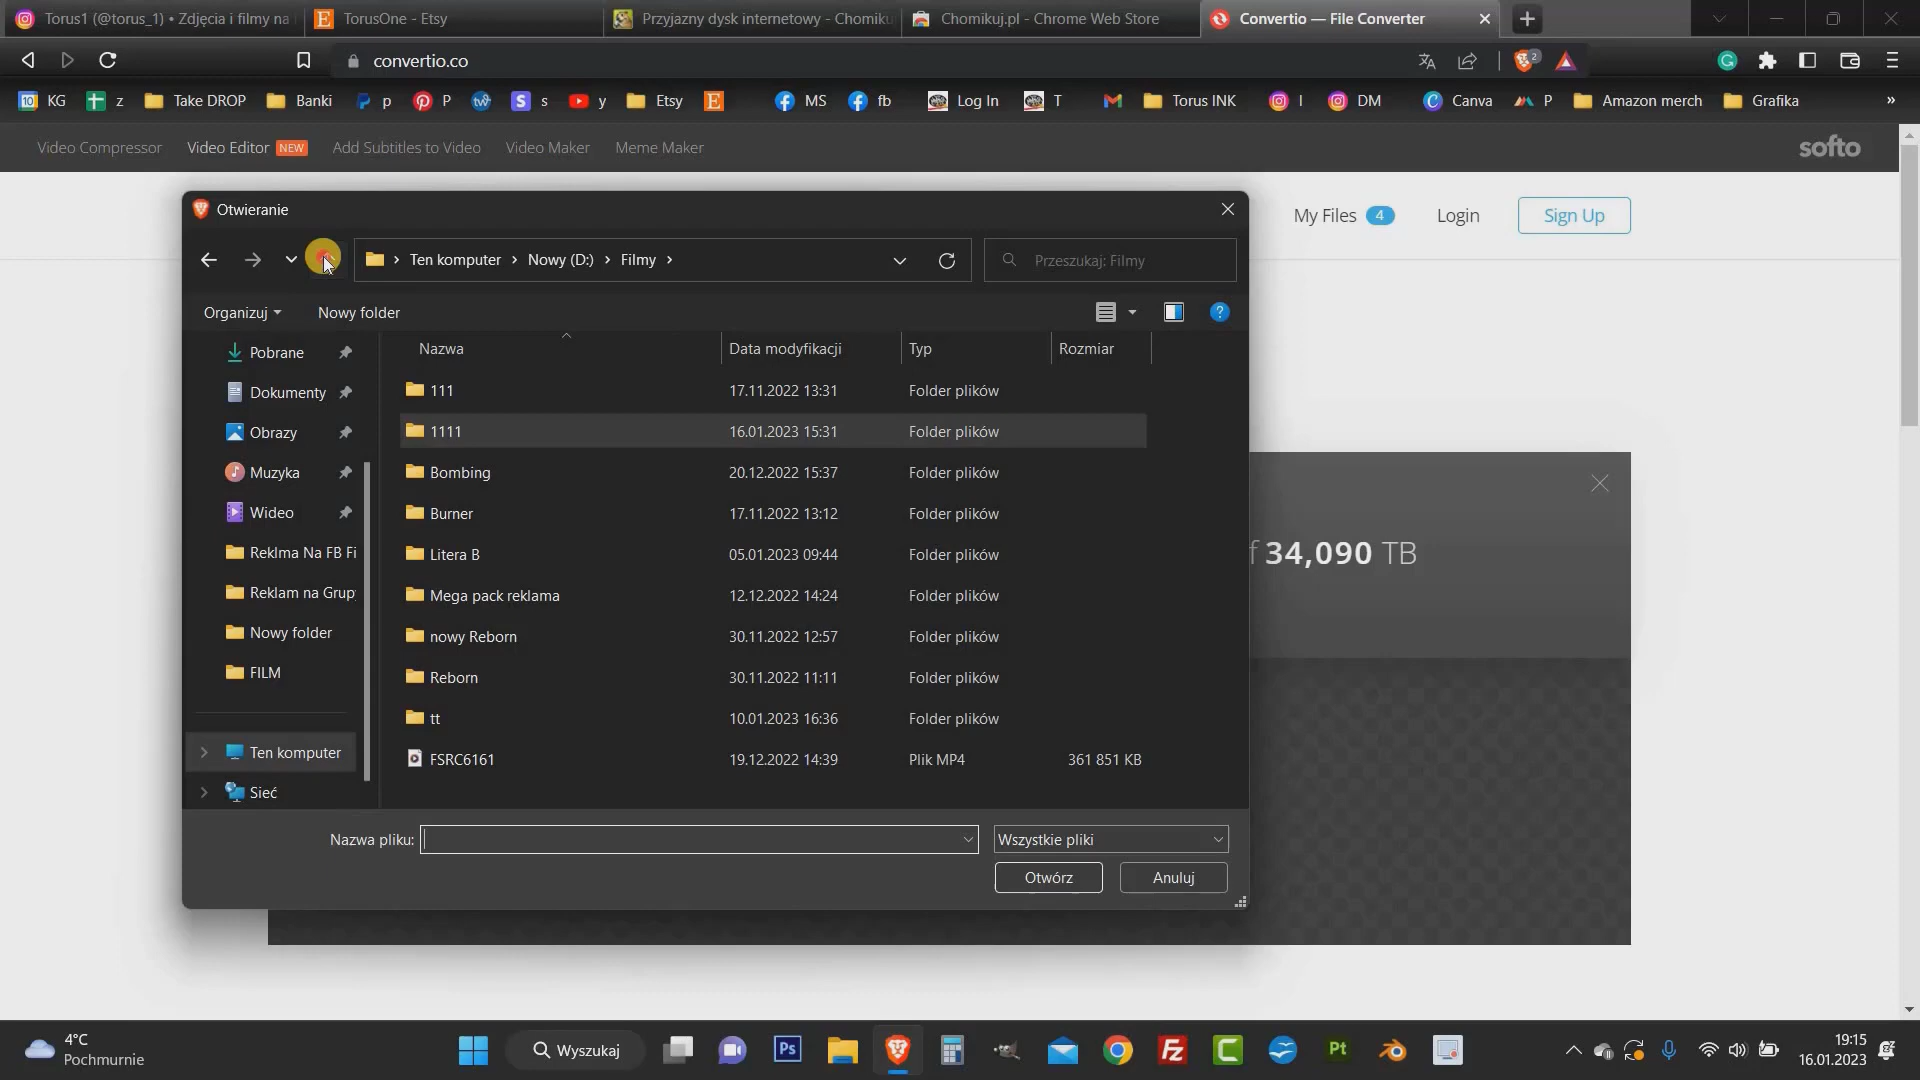 Torus1 (@torus_1) • Zdjęcia i filmy na
TorusOne - Etsy
Przyjazny dysk internetowy - Chomiku
Chomikuj.pl - Chrome Web Store
Convertio — File Converter
convertio.co
2
KG
z
Take DROP
Banki
p
P
S
s
y
Etsy
E
MS
fb
Log In
T
Torus INK
I
DM
Canva
P
Amazon merch
Grafika
»
Video Compressor
Video Editor NEW
Add Subtitles to Video
Video Maker
Meme Maker
softo
My Files 4
Login
Sign Up
Otwieranie
Ten komputer > Nowy (D:) > Filmy >
Przeszukaj: Filmy
Organizuj
Nowy folder
Nazwa Data modyfikacji Typ Rozmiar
Pobrane
Dokumenty
Obrazy
Muzyka
Wideo
Reklma Na FB Fi
Reklam na Grup
Nowy folder
FILM
Ten komputer
Sieć
111 17.11.2022 13:31 Folder plików
1111 16.01.2023 15:31 Folder plików
Bombing 20.12.2022 15:37 Folder plików
Burner 17.11.2022 13:12 Folder plików
Litera B 05.01.2023 09:44 Folder plików
Mega pack reklama 12.12.2022 14:24 Folder plików
nowy Reborn 30.11.2022 12:57 Folder plików
Reborn 30.11.2022 11:11 Folder plików
tt 10.01.2023 16:36 Folder plików
FSRC6161 19.12.2022 14:39 Plik MP4 361 851 KB
f 34,090 TB
Nazwa pliku:
Wszystkie pliki
Otwórz
Anuluj
4°C
Pochmurnie
Wyszukaj
Ps
Fz
C
Pt
19:15
16.01.2023